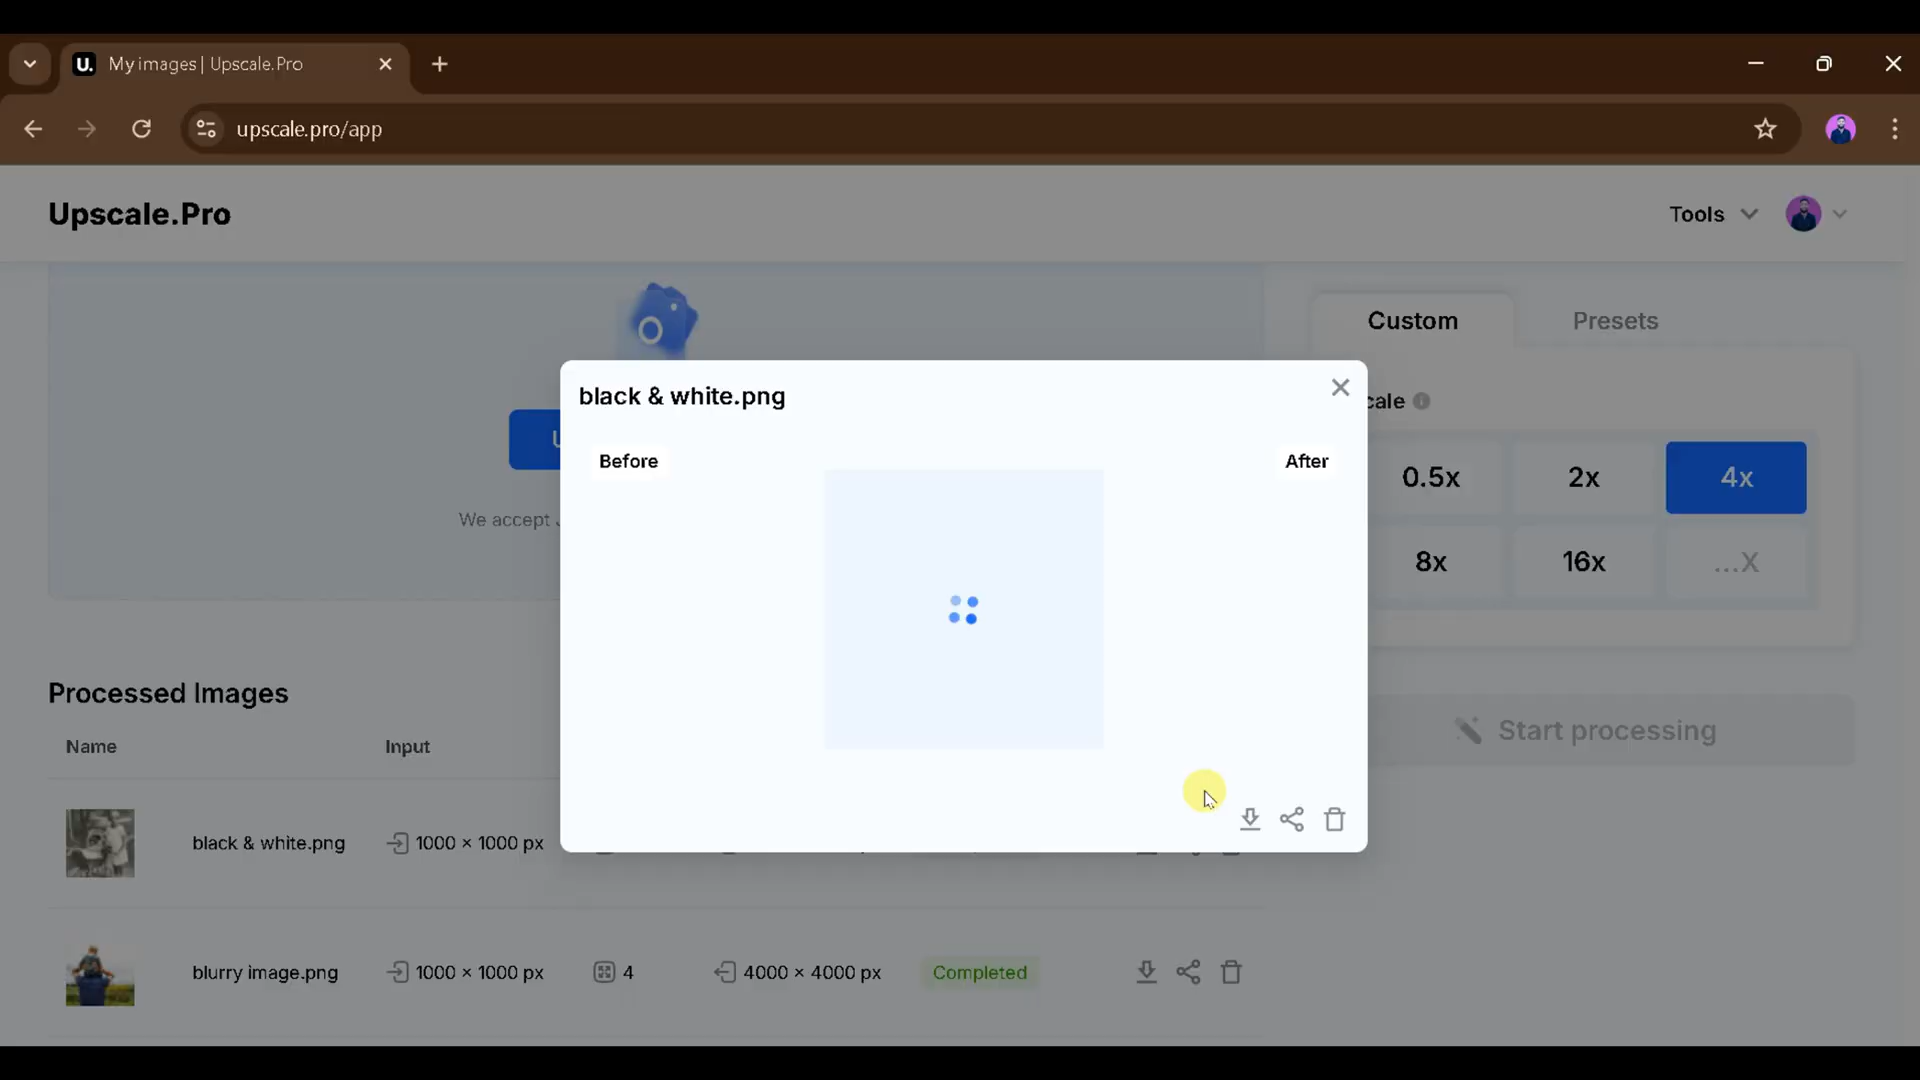 U. My images | Upscale.Pro
upscale.pro/app
Upscale.Pro
Tools
Custom
Presets
black & white.png
cale
Before
After
0.5x
2x
4x
U
We accept
8x
16x
...X
Processed Images
Start processing
Name
Input
black & white.png
1000 × 1000 px
blurry image.png
1000 × 1000 px
4
4000 × 4000 px
Completed